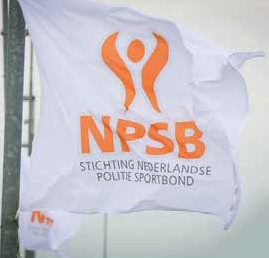 NPSB
STICHTING NEDERLANDSE
POLITIE SPORTBOND